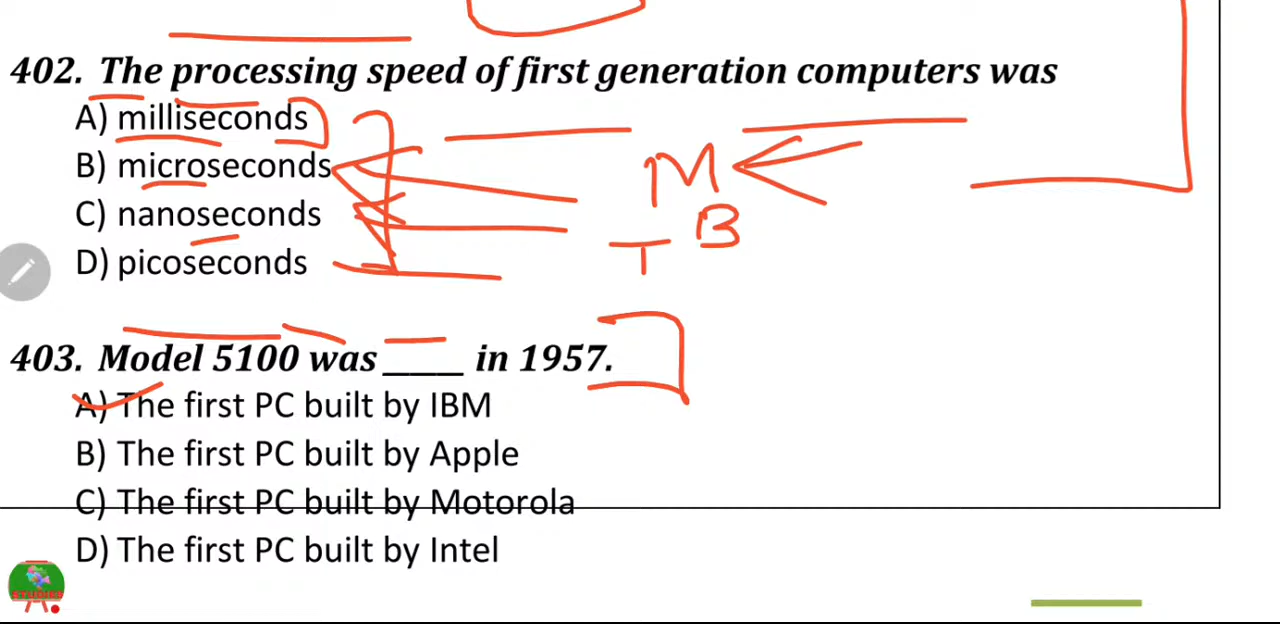 402. The processing speed of first generation computers was
A) milliseconds
B) microseconds
C) nanoseconds
D) picoseconds
M
B
T
403. Model 5100 was _____ in 1957.
A) The first PC built by IBM
B) The first PC built by Apple
C) The first PC built by Motorola
D) The first PC built by Intel
STUDIES